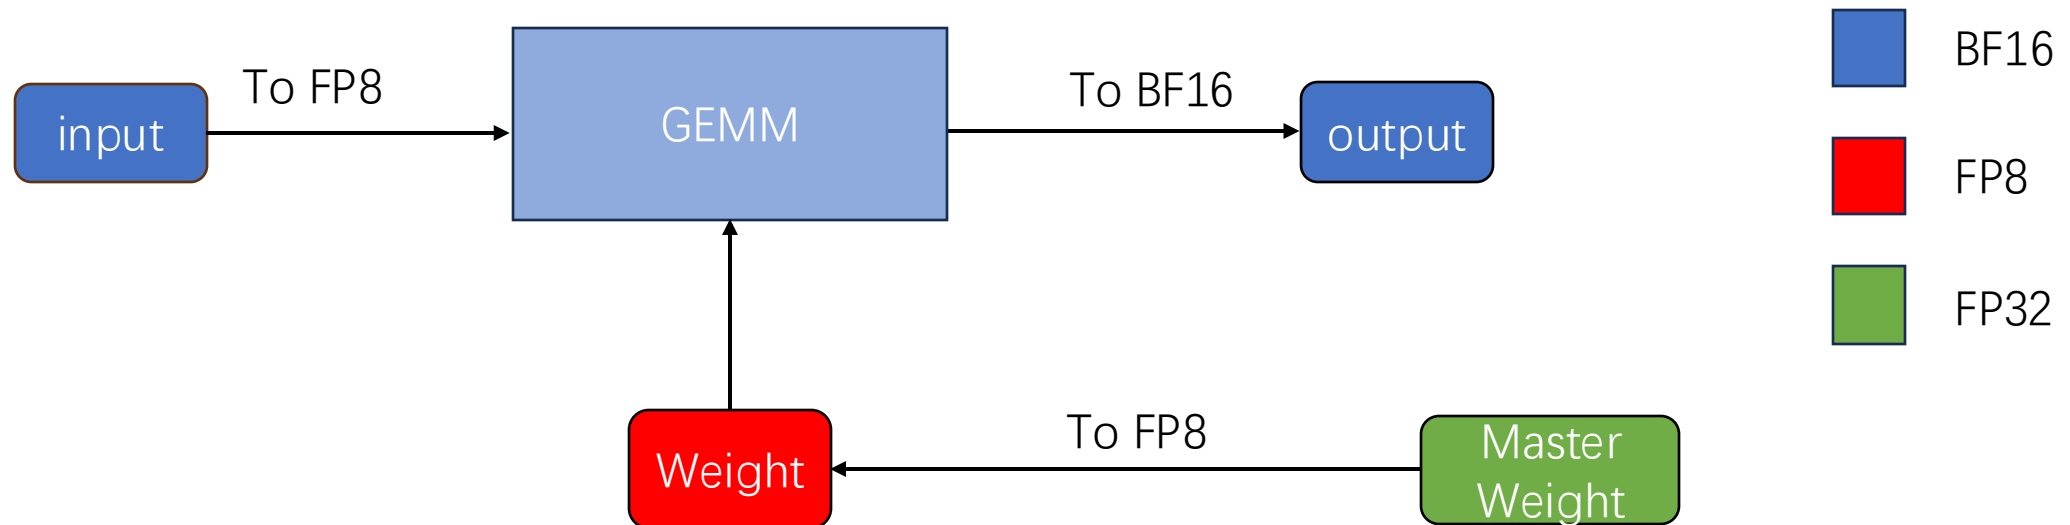 input
To FP8
GEMM
To BF16
output
Weight
To FP8
Master
Weight
BF16
FP8
FP32